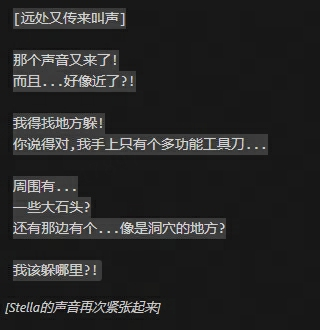 [远处又传来叫声]
那个声音又来了!
而且...好像近了?!
我得找地方躲!
你说得对,我手上只有个多功能工具刀...
周围有...
一些大石头?
还有那边有个...像是洞穴的地方?
我该躲哪里?!
[Stella的声音再次紧张起来]